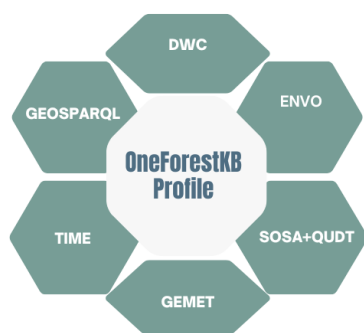 DWC
ENVO
GEOSPARQL
OneForestKB
Profile
TIME
SOSA+QUDT
GEMET